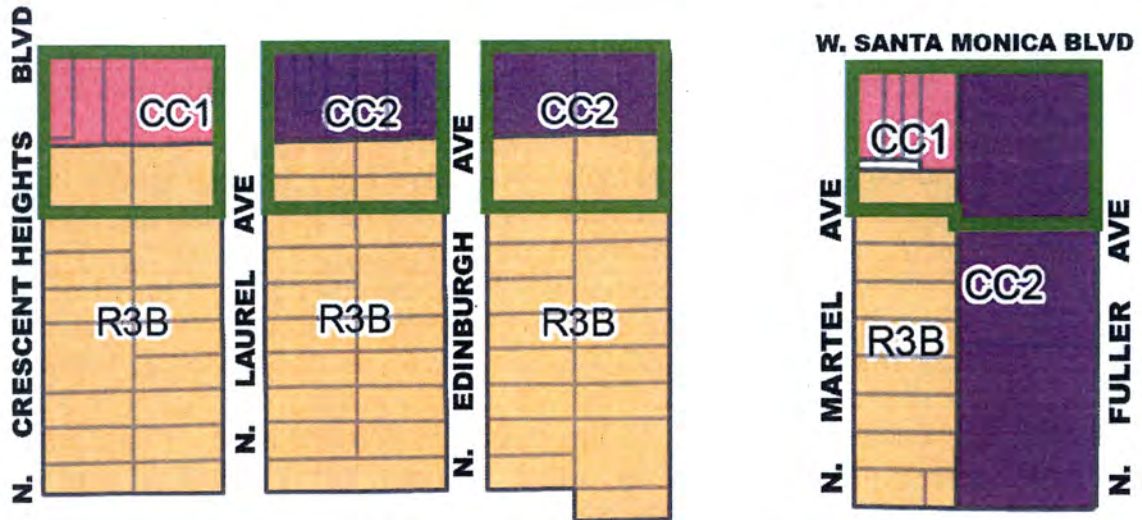 N. CRESCENT HEIGHTS BLVD
CC1
R3B
N. LAUREL AVE
CC2
R3B
N. EDINBURGH AVE
CC2
R3B
W. SANTA MONICA BLVD
N. MARTEL AVE
CC1
R3B
CC2
N. FULLER AVE